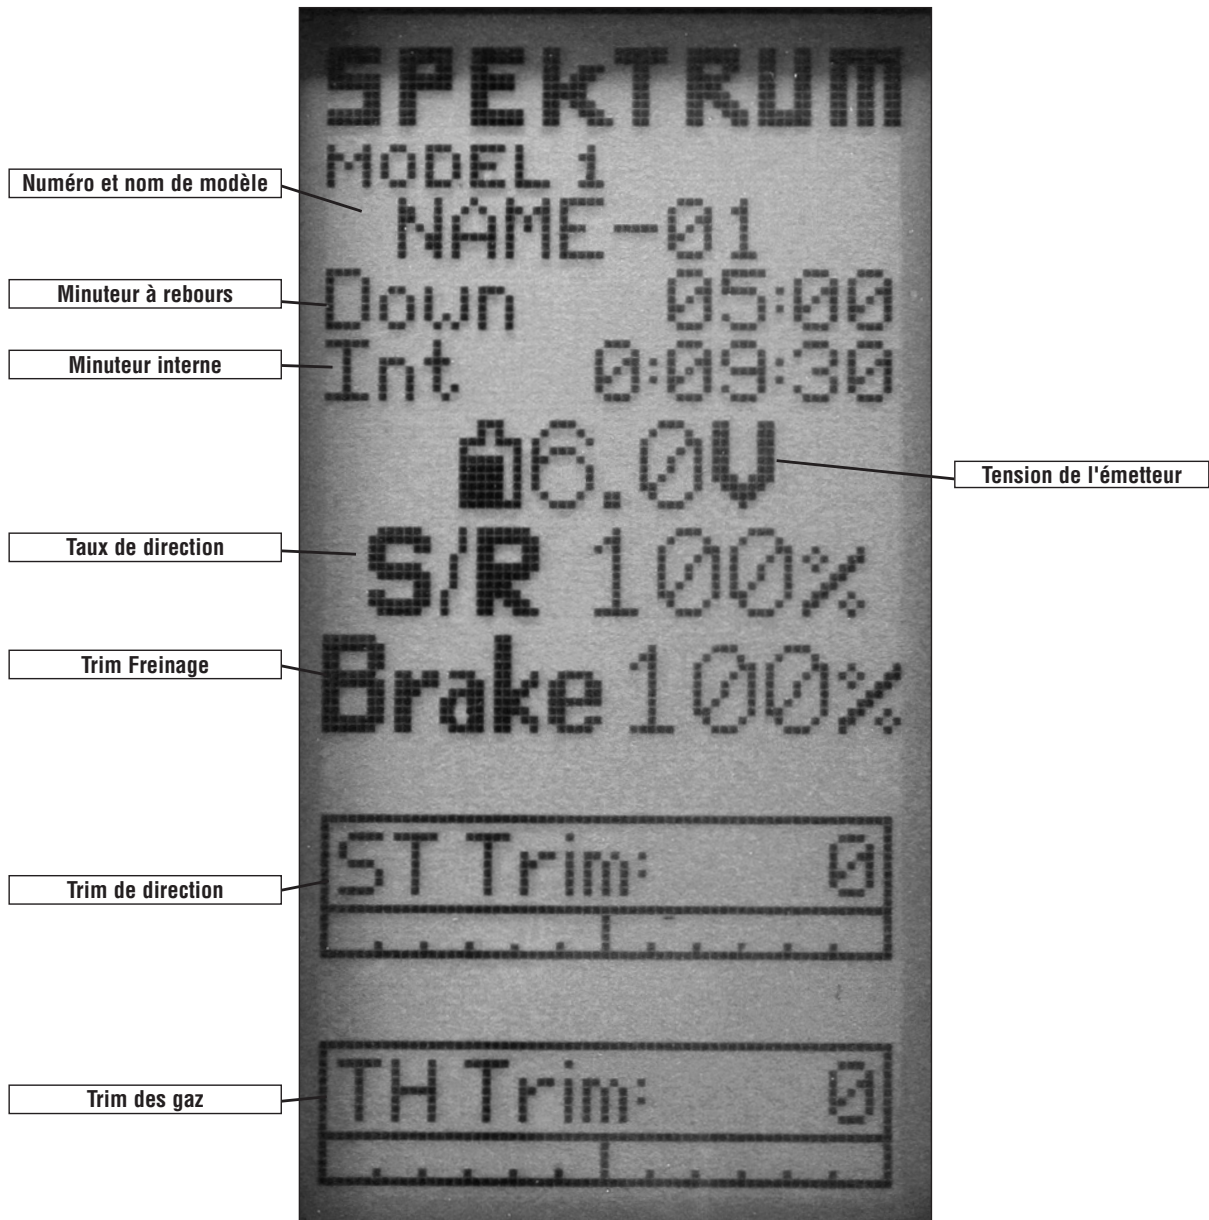 SPEKTRUM
MODEL 1
Numéro et nom de modèle
NAME-01
Minuteur à rebours
Down 05:00
Minuteur interne
Int 0:09:30
6.0V
Tension de l'émetteur
Taux de direction
S/R 100%
Trim Freinage
Brake 100%
Trim de direction
ST Trim: 0
Trim des gaz
TH Trim: 0